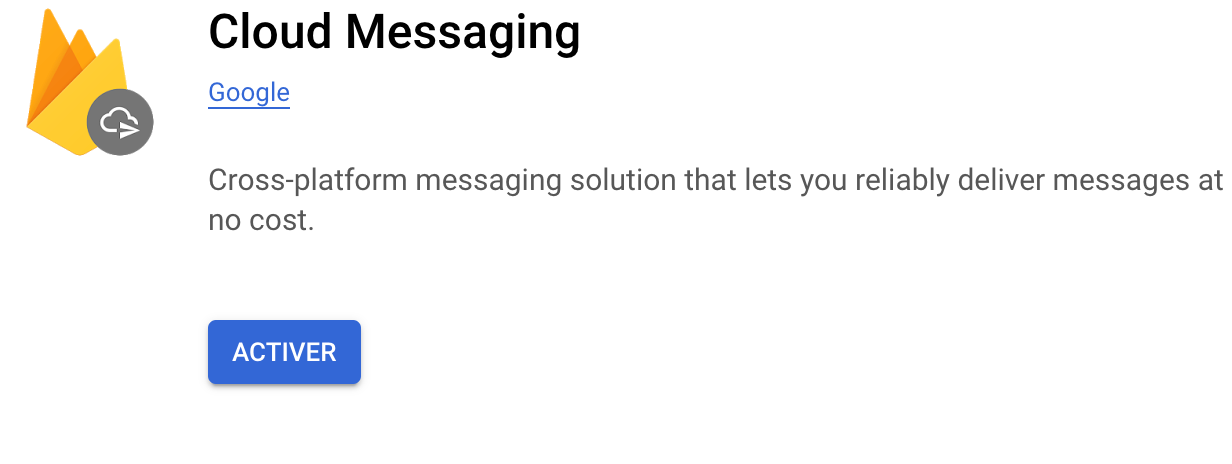 Cloud Messaging
Google
Cross-platform messaging solution that lets you reliably deliver messages at
no cost.
ACTIVER